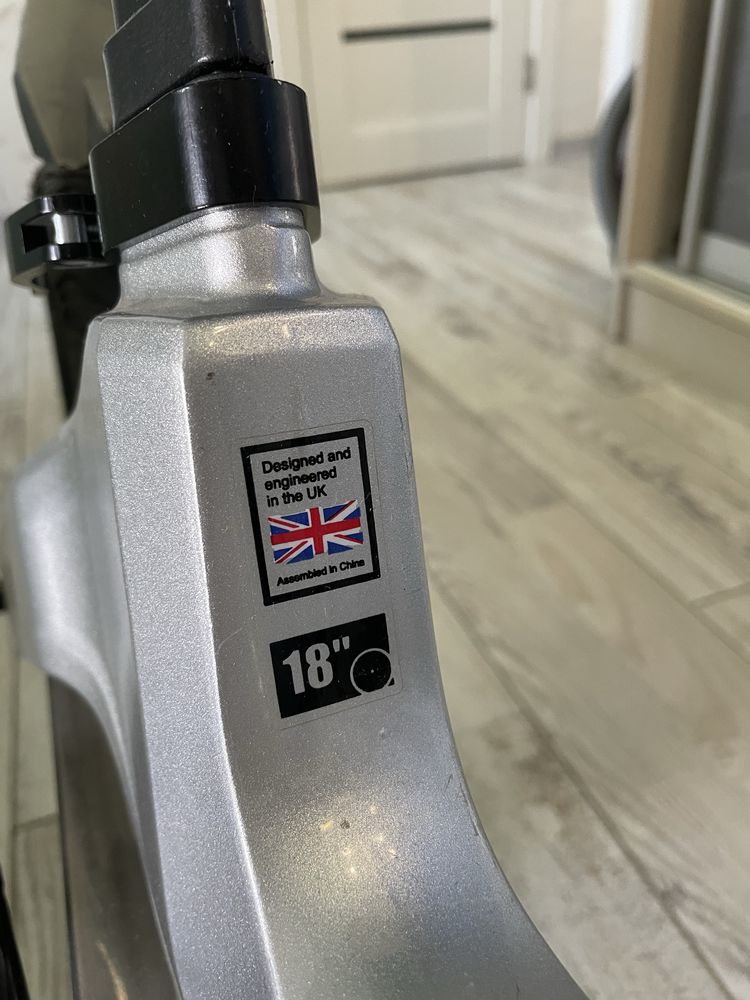 Designed and
engineered
in the UK
Assembled in China
18"